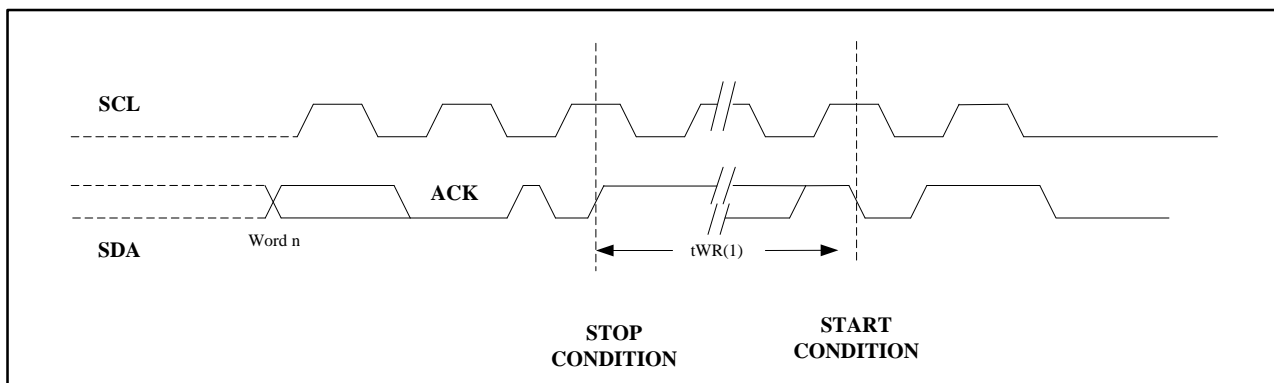 SCL
ACK
Word n
SDA
tWR(1)
STOP
CONDITION
START
CONDITION